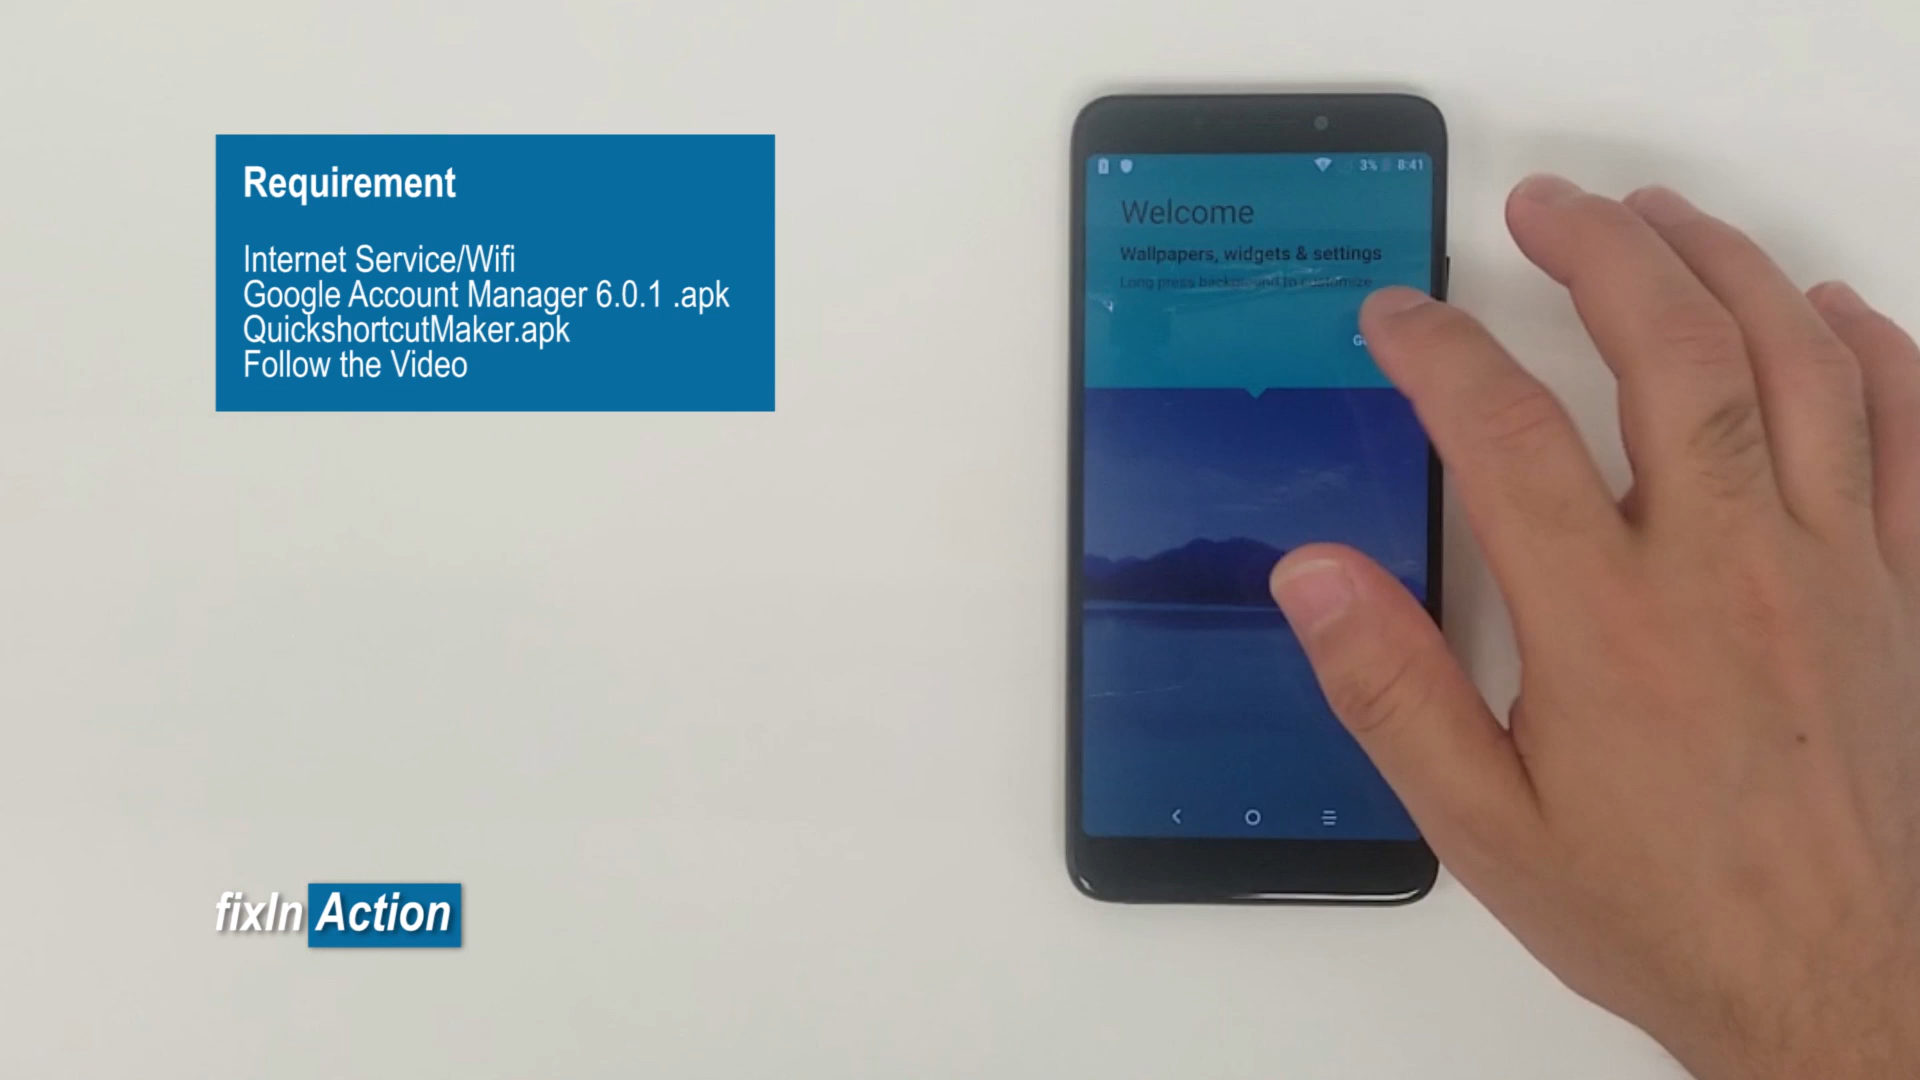 Requirement
Internet Service/Wifi
Google Account Manager 6.0.1 .apk
QuickshortcutMaker.apk
Follow the Video
3% 8:41
Welcome
Wallpapers, widgets & settings
Long press background to customize
fixIn Action